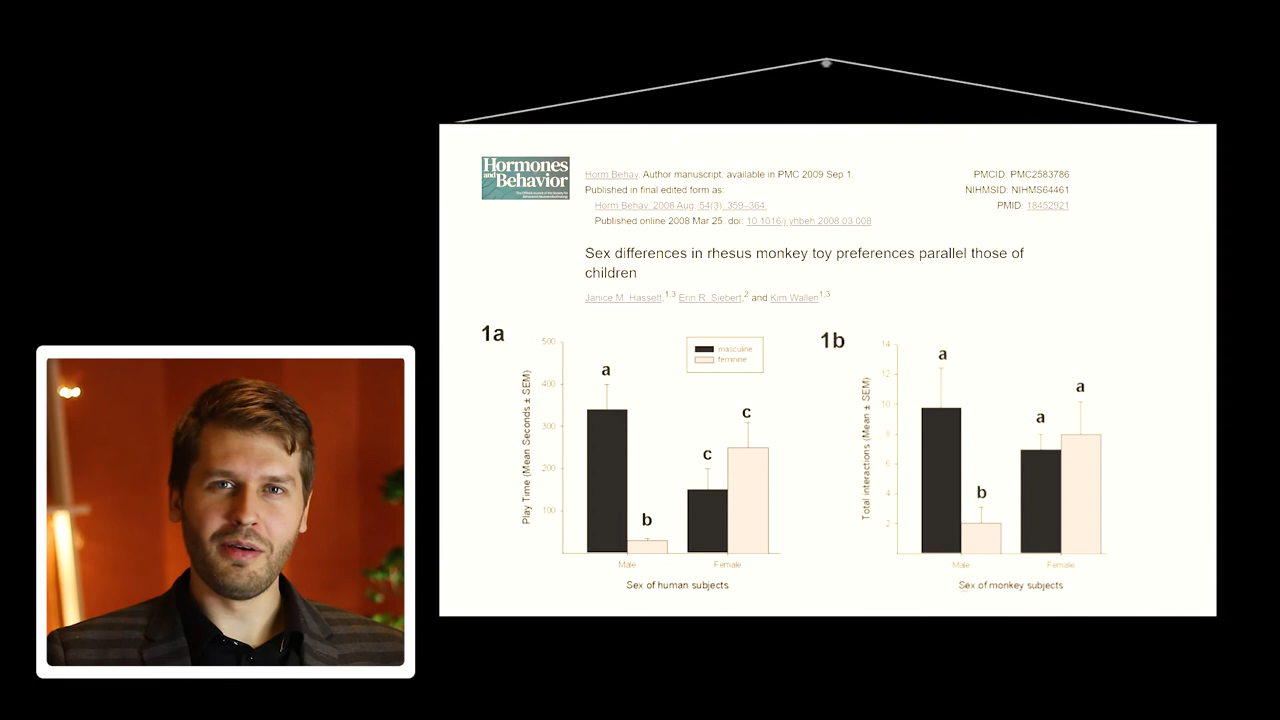 Hormones
and Behavior
Horm Behav. Author manuscript: available in PMC 2009 Sep 1.
PMCID: PMC2583786
Published in final edited form as:
NIHMSID: NIHMS64461
Horm Behav. 2008 Aug; 54(3): 359–364.
PMID: 18452921
Published online 2008 Mar 25. doi: 10.1016/j.yhbeh.2008.03.008
Sex differences in rhesus monkey toy preferences parallel those of
children
Janice M. Hassett,1,3 Erin R. Siebert,2 and Kim Wallen1,3
1a
500
400
300
200
100
Play Time (Mean Seconds ± SEM)
masculine
feminine
a
b
c
c
Male
Female
Sex of human subjects
1b
14
12
10
8
6
4
2
Total interactions (Mean ± SEM)
a
b
a
a
Male
Female
Sex of monkey subjects